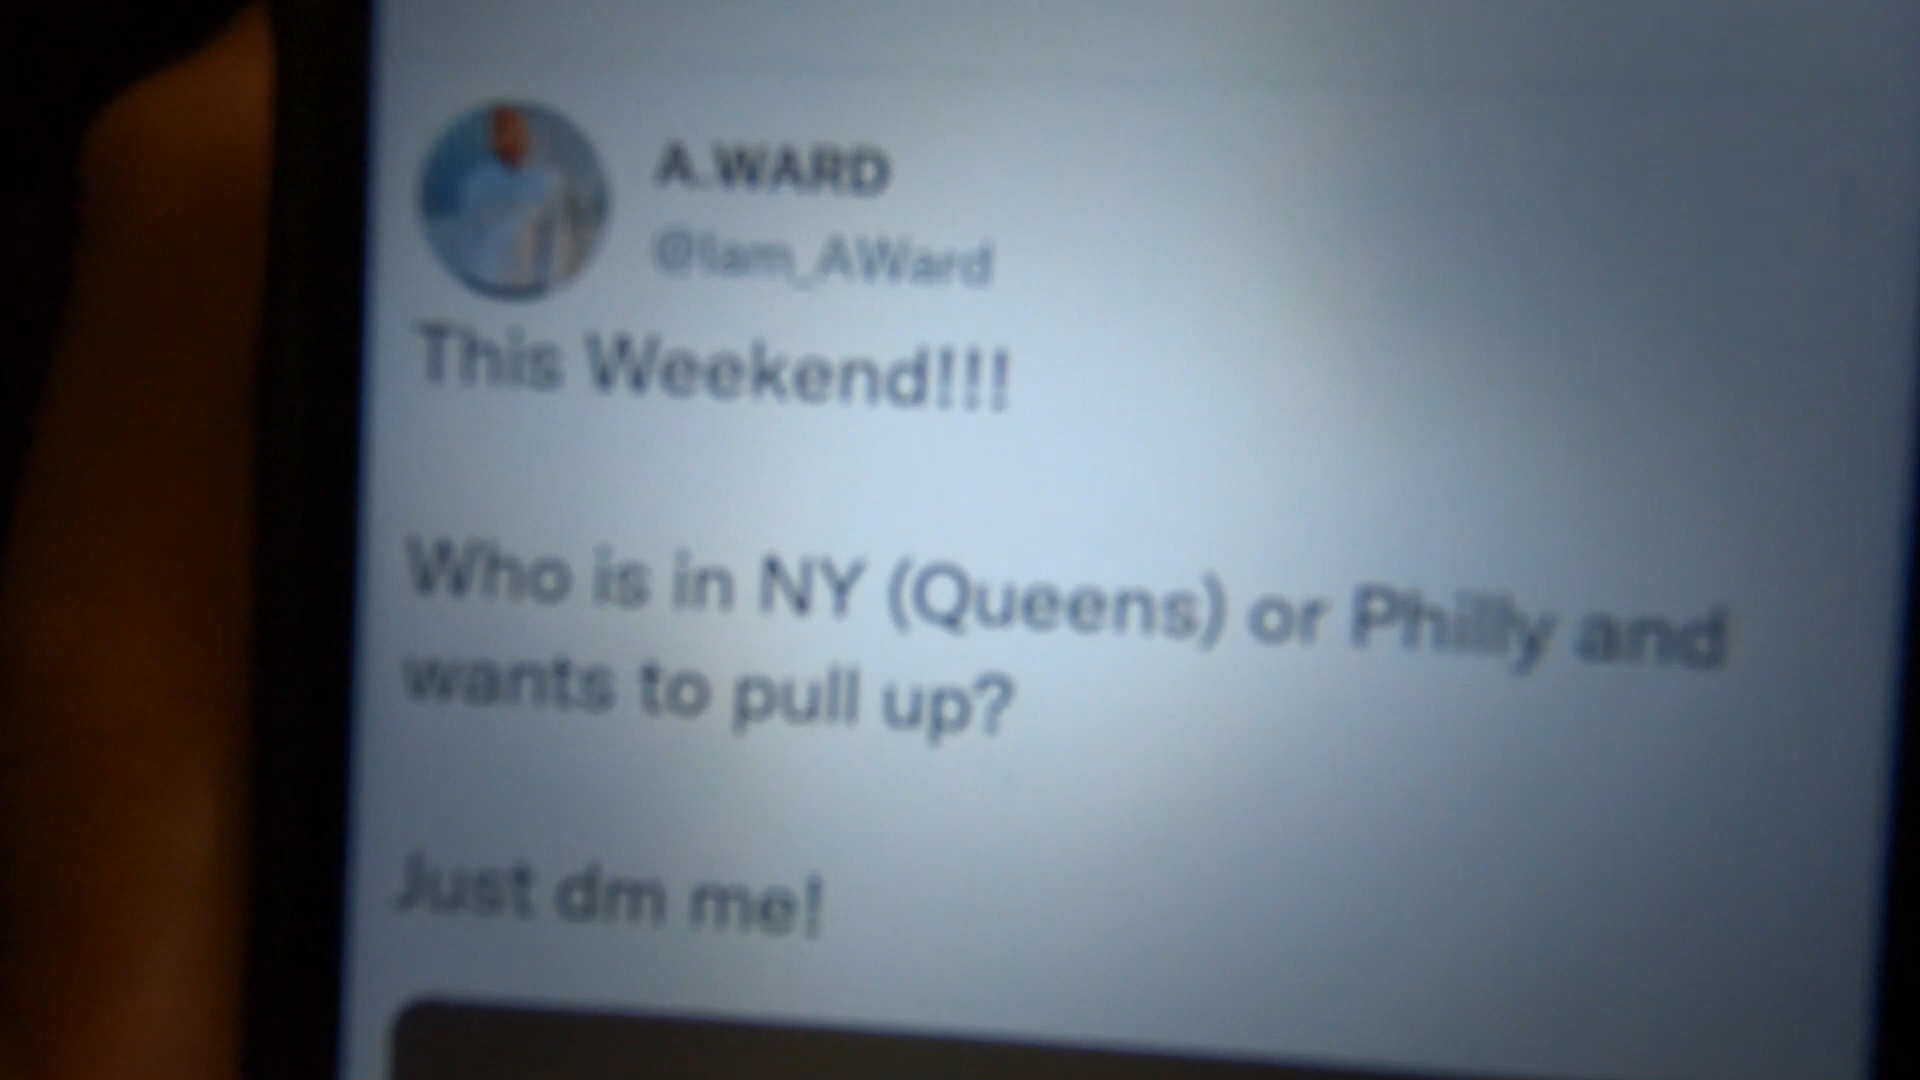 A.WARD
@Iam_AWard
This Weekend!!!
Who is in NY (Queens) or Philly and
wants to pull up?
Just dm me!